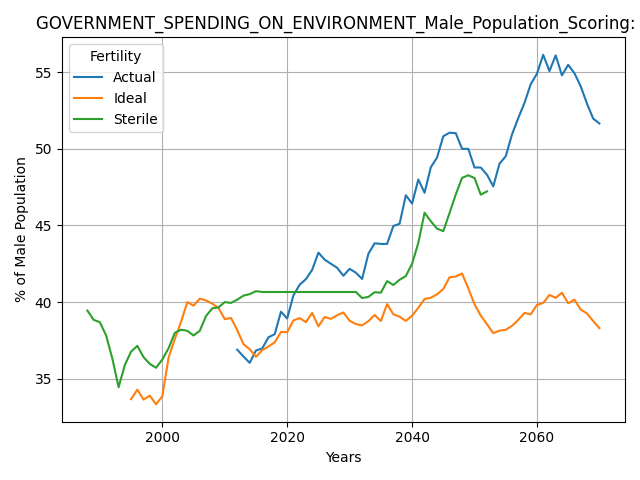 GOVERNMENT_SPENDING_ON_ENVIRONMENT_Male_Population_Scoring:
Fertility
Actual
Ideal
Sterile
% of Male Population
55
50
45
40
35
2000
2020
2040
2060
Years